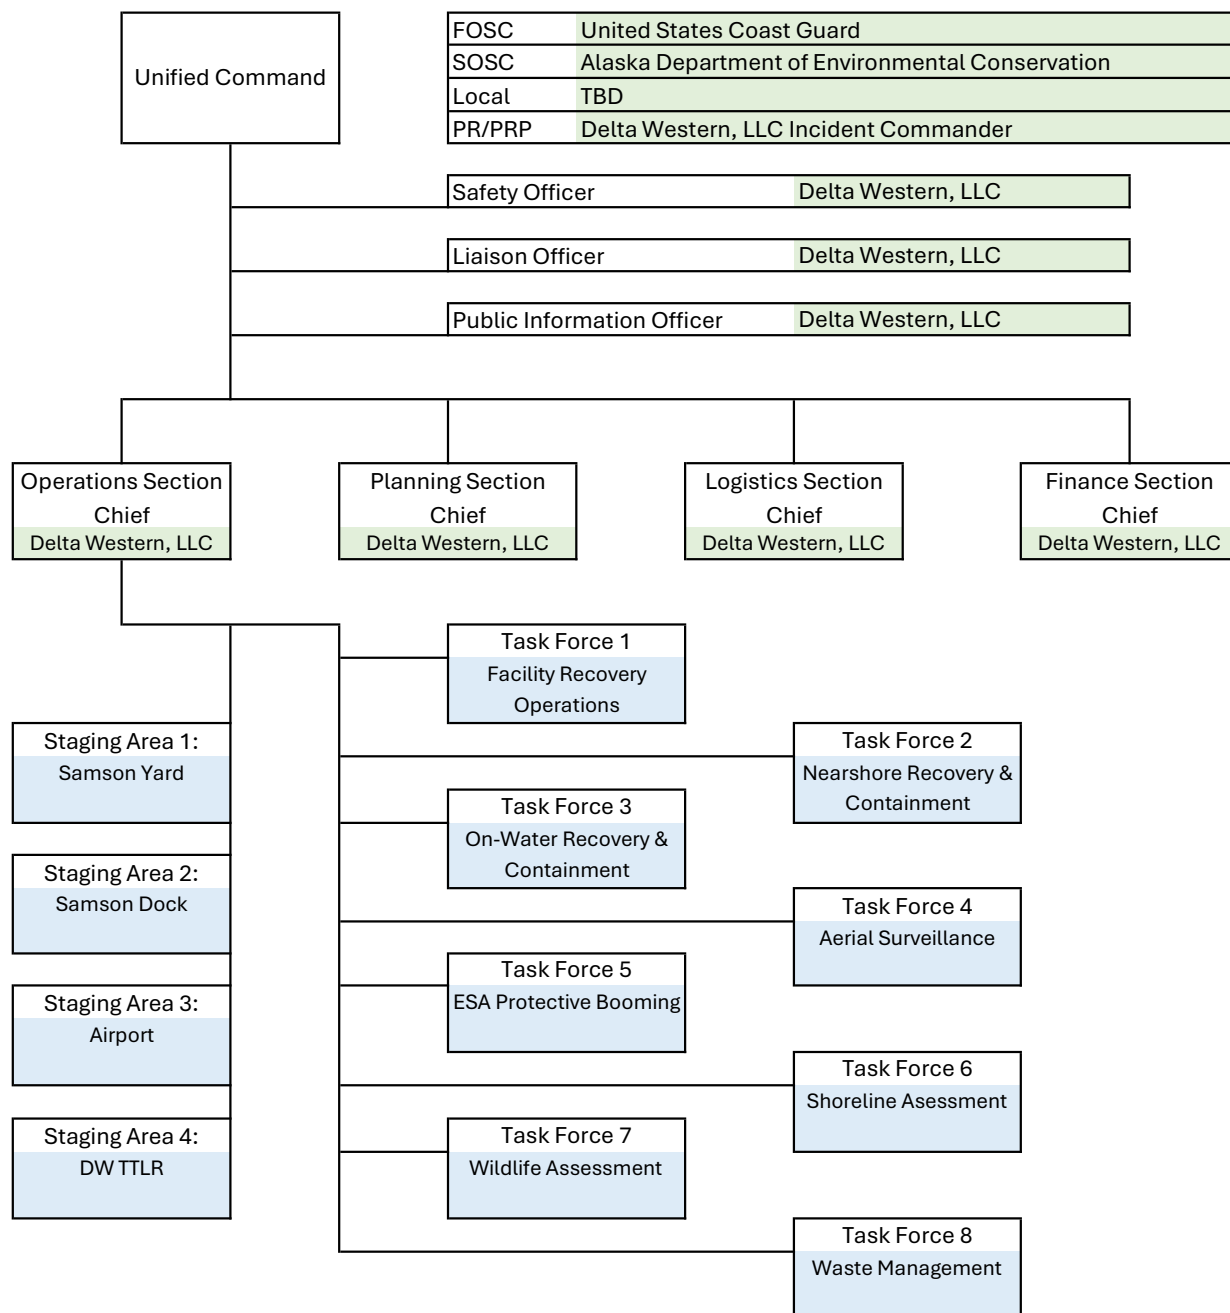 Unified Command
FOSC United States Coast Guard
SOSC Alaska Department of Environmental Conservation
Local TBD
PR/PRP Delta Western, LLC Incident Commander
Safety Officer Delta Western, LLC
Liaison Officer Delta Western, LLC
Public Information Officer Delta Western, LLC
Operations Section
Chief
Delta Western, LLC
Planning Section
Chief
Delta Western, LLC
Logistics Section
Chief
Delta Western, LLC
Finance Section
Chief
Delta Western, LLC
Staging Area 1:
Samson Yard
Staging Area 2:
Samson Dock
Staging Area 3:
Airport
Staging Area 4:
DW TTLR
Task Force 1
Facility Recovery
Operations
Task Force 2
Nearshore Recovery &
Containment
Task Force 3
On-Water Recovery &
Containment
Task Force 4
Aerial Surveillance
Task Force 5
ESA Protective Booming
Task Force 6
Shoreline Asessment
Task Force 7
Wildlife Assessment
Task Force 8
Waste Management